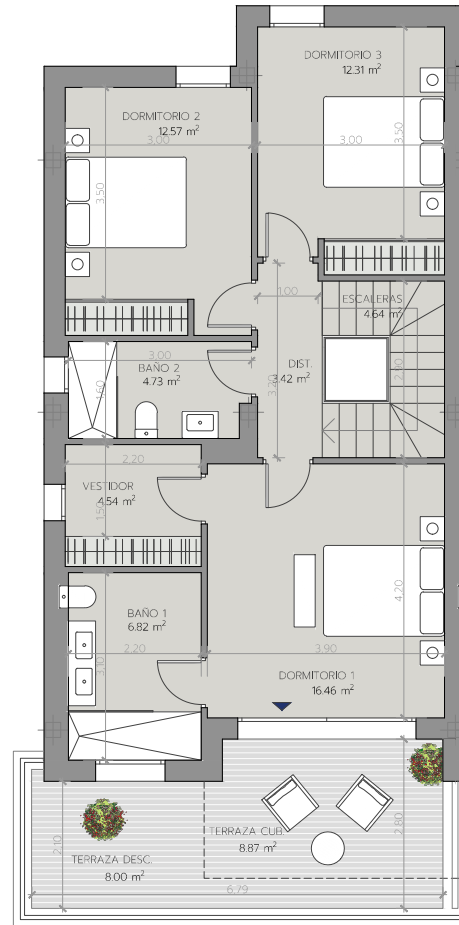 DORMITORIO 3
12.31 m²
DORMITORIO 2
12.57 m²
3.00
3.00
3.50
3.50
1.00
ESCALERAS
4.64 m²
3.00
BAÑO 2
4.73 m²
1.60
DIST.
3.42 m²
3.20
2.90
2.20
VESTIDOR
4.54 m²
1.50
BAÑO 1
6.82 m²
2.20
3.10
4.20
3.90
DORMITORIO 1
16.46 m²
TERRAZA CUB.
8.87 m²
2.80
2.10
TERRAZA DESC.
8.00 m²
6.79